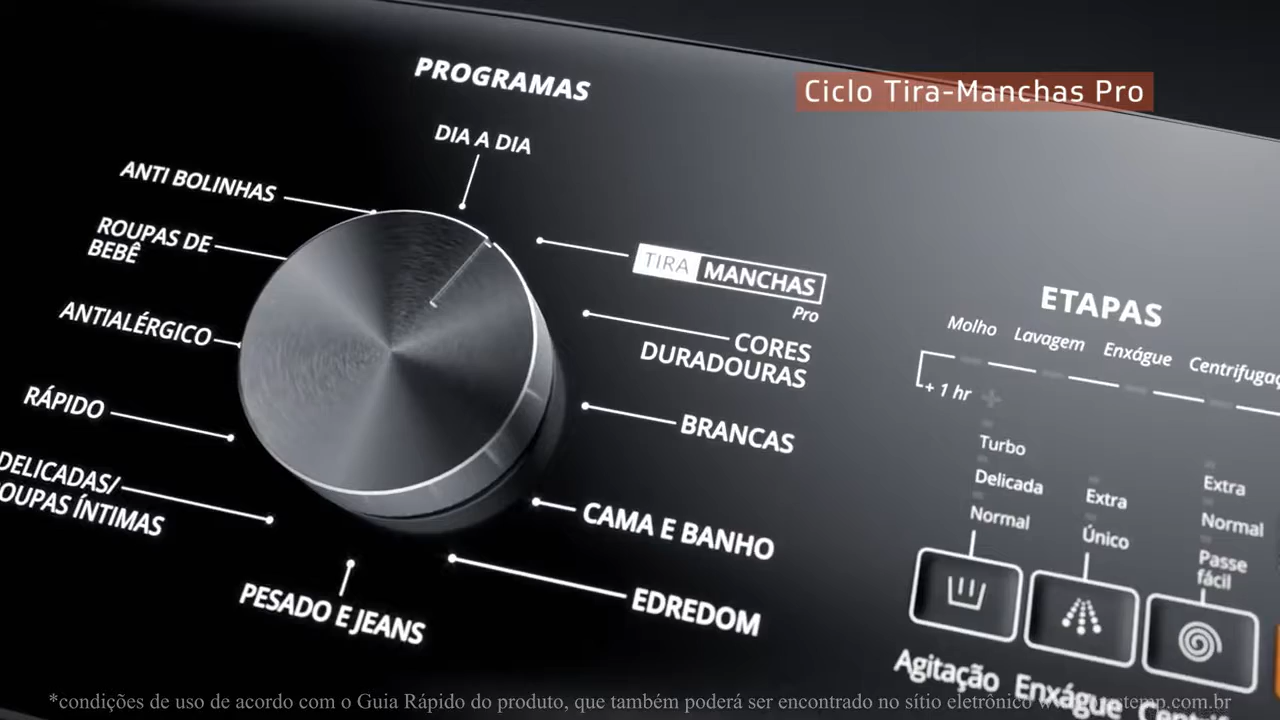 PROGRAMAS
Ciclo Tira-Manchas Pro
DIA A DIA
ANTI BOLINHAS
ROUPAS DE
BEBÊ
ANTIALÉRGICO
RÁPIDO
DELICADAS/
ROUPAS ÍNTIMAS
PESADO E JEANS
TIRA MANCHAS
Pro
CORES
DURADOURAS
BRANCAS
CAMA E BANHO
EDREDOM
ETAPAS
Molho Lavagem Enxágue Centrifugaç
+ 1 hr
Turbo
Delicada
Normal
Extra
Único
Extra
Normal
Passe
fácil
Agitação Enxágue
*condições de uso de acordo com o Guia Rápido do produto, que também poderá ser encontrado no sítio eletrônico